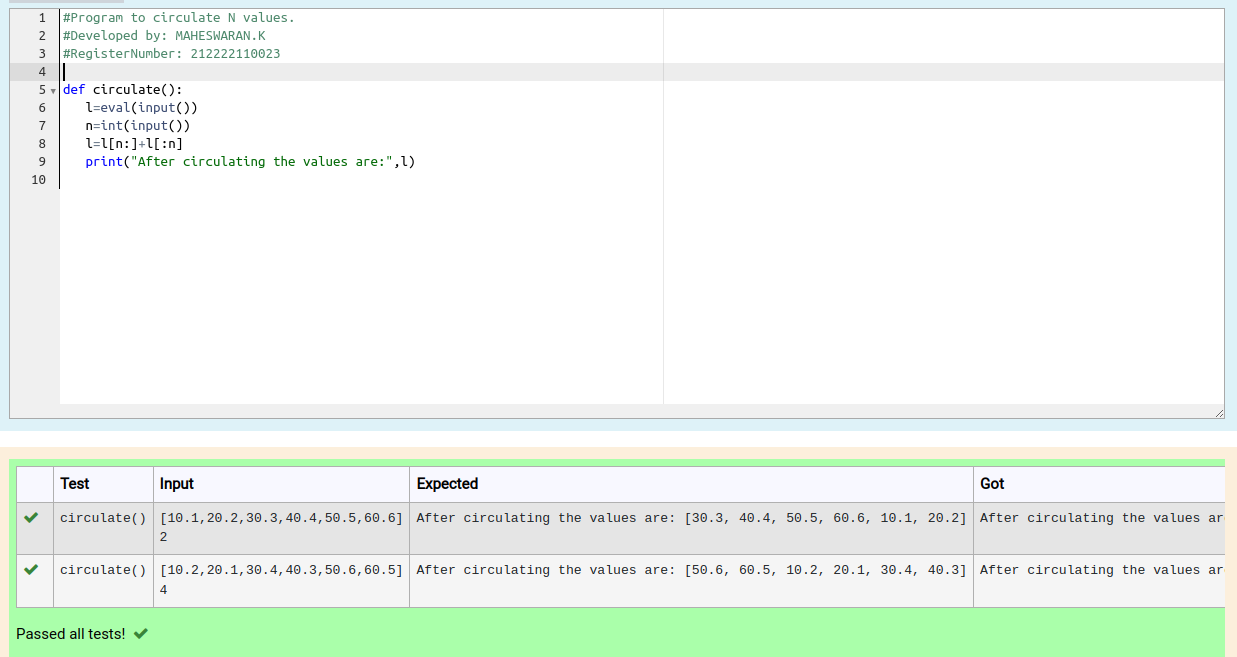 1 #Program to circulate N values.
2 #Developed by: MAHESWARAN.K
3 #RegisterNumber: 212222110023
4
5 def circulate():
6 l=eval(input())
7 n=int(input())
8 l=l[n:]+l[:n]
9 print("After circulating the values are:",l)
10
Test Input Expected Got
circulate() [10.1,20.2,30.3,40.4,50.5,60.6] After circulating the values are: [30.3, 40.4, 50.5, 60.6, 10.1, 20.2] After circulating the values
2
circulate() [10.2,20.1,30.4,40.3,50.6,60.5] After circulating the values are: [50.6, 60.5, 10.2, 20.1, 30.4, 40.3] After circulating the values
4
Passed all tests!